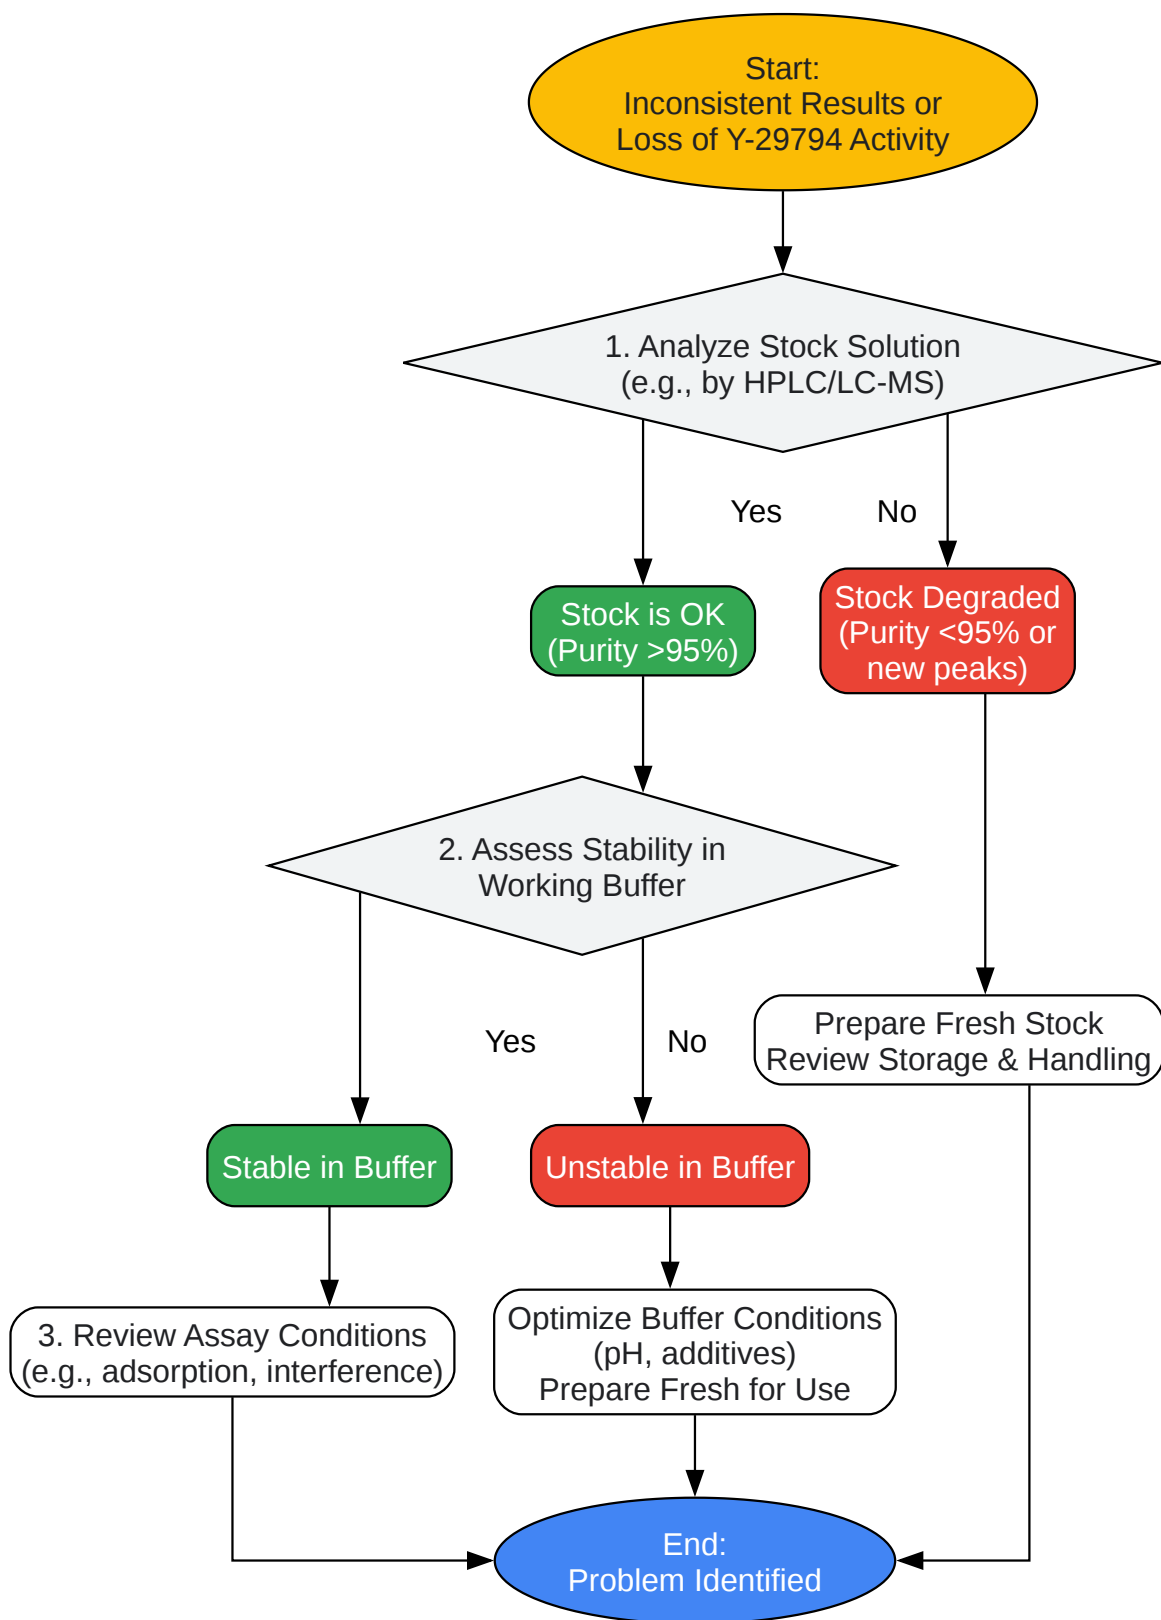 Start:
Inconsistent Results or
Loss of Y-29794 Activity
1. Analyze Stock Solution
(e.g., by HPLC/LC-MS)
Yes
No
Stock is OK
(Purity >95%)
Stock Degraded
(Purity <95% or
new peaks)
2. Assess Stability in
Working Buffer
Yes
No
Prepare Fresh Stock
Review Storage & Handling
Stable in Buffer
Unstable in Buffer
3. Review Assay Conditions
(e.g., adsorption, interference)
Optimize Buffer Conditions
(pH, additives)
Prepare Fresh for Use
End:
Problem Identified